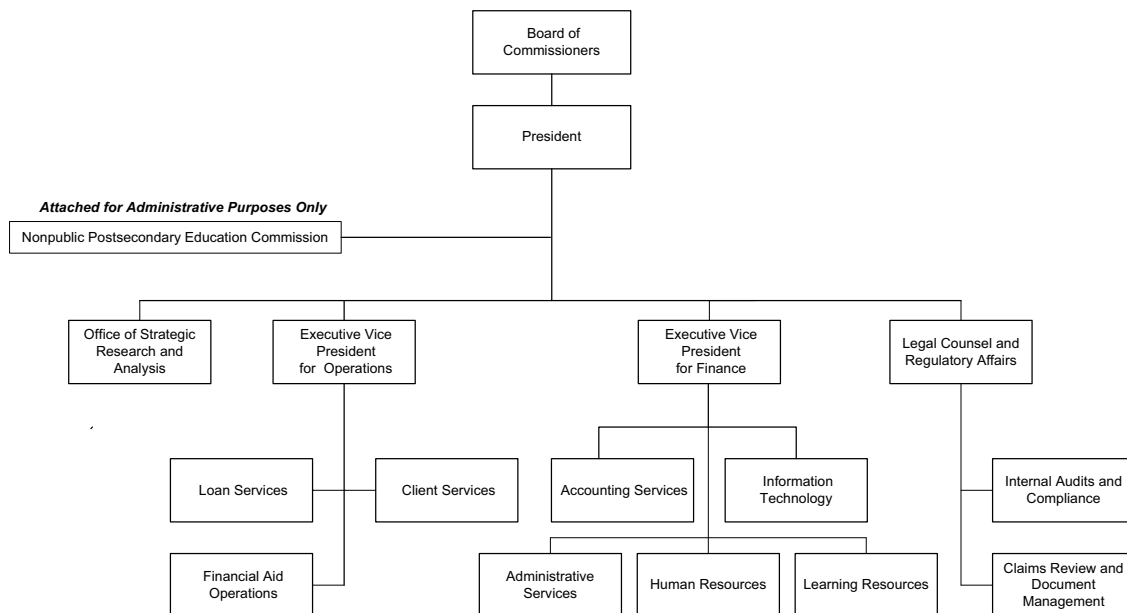 Board of
Commissioners
President
Attached for Administrative Purposes Only
Nonpublic Postsecondary Education Commission
Office of Strategic
Research and
Analysis
Executive Vice
President
for Operations
Executive Vice
President
for Finance
Legal Counsel and
Regulatory Affairs
Loan Services
Client Services
Accounting Services
Information
Technology
Internal Audits and
Compliance
Financial Aid
Operations
Administrative
Services
Human Resources
Learning Resources
Claims Review and
Document
Management